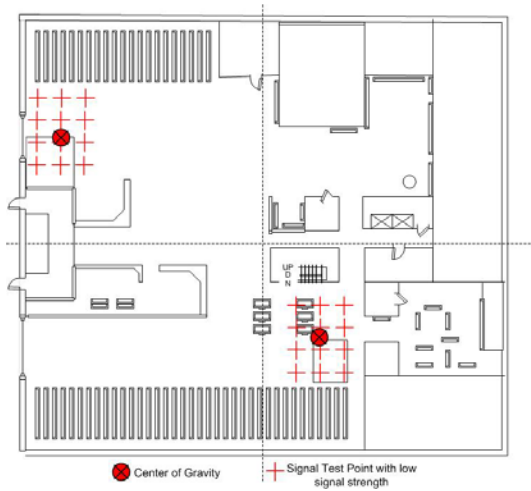 UP
D
N
Center of Gravity
Signal Test Point with low
signal strength